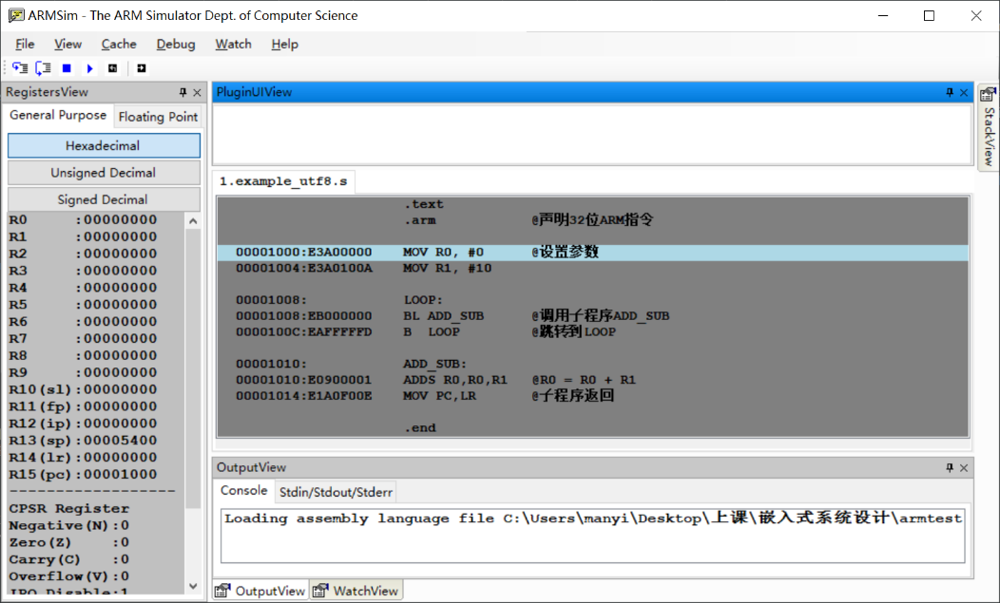 ARMSim - The ARM Simulator Dept. of Computer Science
File View Cache Debug Watch Help
RegistersView
General Purpose Floating Point
Hexadecimal
Unsigned Decimal
Signed Decimal
R0 :00000000
R1 :00000000
R2 :00000000
R3 :00000000
R4 :00000000
R5 :00000000
R6 :00000000
R7 :00000000
R8 :00000000
R9 :00000000
R10(sl):00000000
R11(fp):00000000
R12(ip):00000000
R13(sp):00005400
R14(lr):00000000
R15(pc):00001000
------------------
CPSR Register
Negative(N):0
Zero(Z) :0
Carry(C) :0
Overflow(V):0
IRQ Disable:1
PluginUIView
1.example_utf8.s
.text
.arm @声明32位ARM指令
00001000:E3A00000 MOV R0, #0 @设置参数
00001004:E3A0100A MOV R1, #10
00001008: LOOP:
00001008:EB000000 BL ADD_SUB @调用子程序ADD_SUB
0000100C:EAFFFFFD B LOOP @跳转到LOOP
00001010: ADD_SUB:
00001010:E0900001 ADDS R0,R0,R1 @R0 = R0 + R1
00001014:E1A0F00E MOV PC,LR @子程序返回
.end
OutputView
Console Stdin/Stdout/Stderr
Loading assembly language file C:\Users\manyi\Desktop\上课\嵌入式系统设计\armtest
OutputView WatchView
StackView